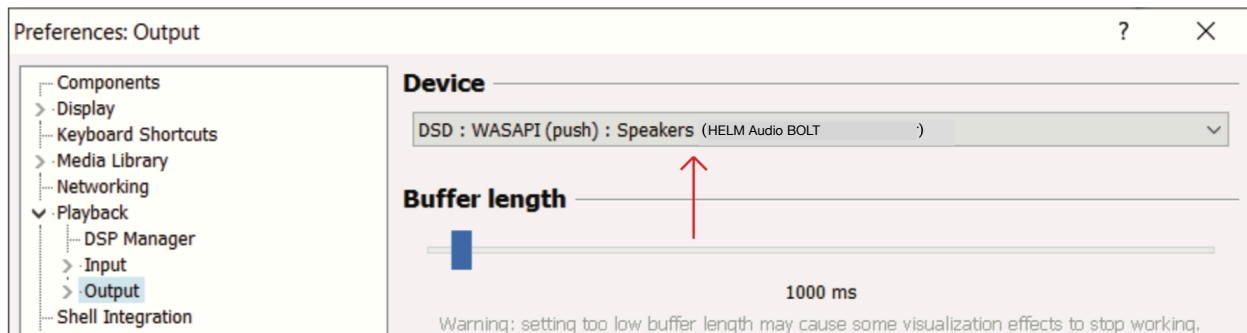 Preferences: Output
?
Components
Display
Keyboard Shortcuts
Media Library
Networking
Playback
DSP Manager
Input
Output
Shell Integration
Device
DSD : WASAPI (push) : Speakers (HELM Audio BOLT )
Buffer length
1000 ms
Warning: setting too low buffer length may cause some visualization effects to stop working.